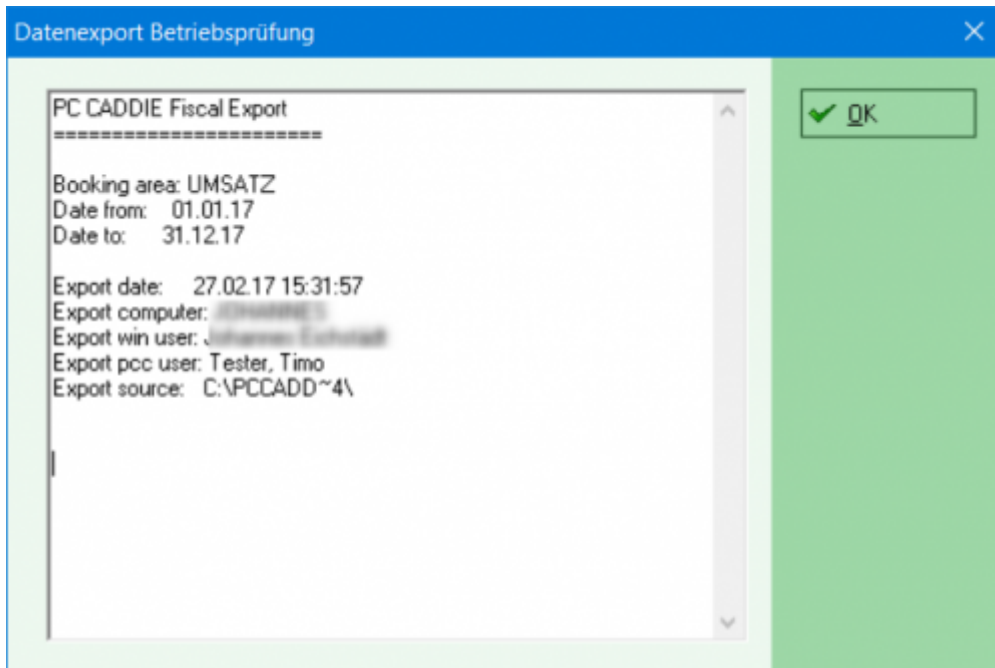 Datenexport Betriebsprüfung
PC CADDIE Fiscal Export
========================
Booking area: UMSATZ
Date from: 01.01.17
Date to: 31.12.17
Export date: 27.02.17 15:31:57
Export computer:
Export win user:
Export pcc user: Tester, Timo
Export source: C:\PCCADD~4\
OK